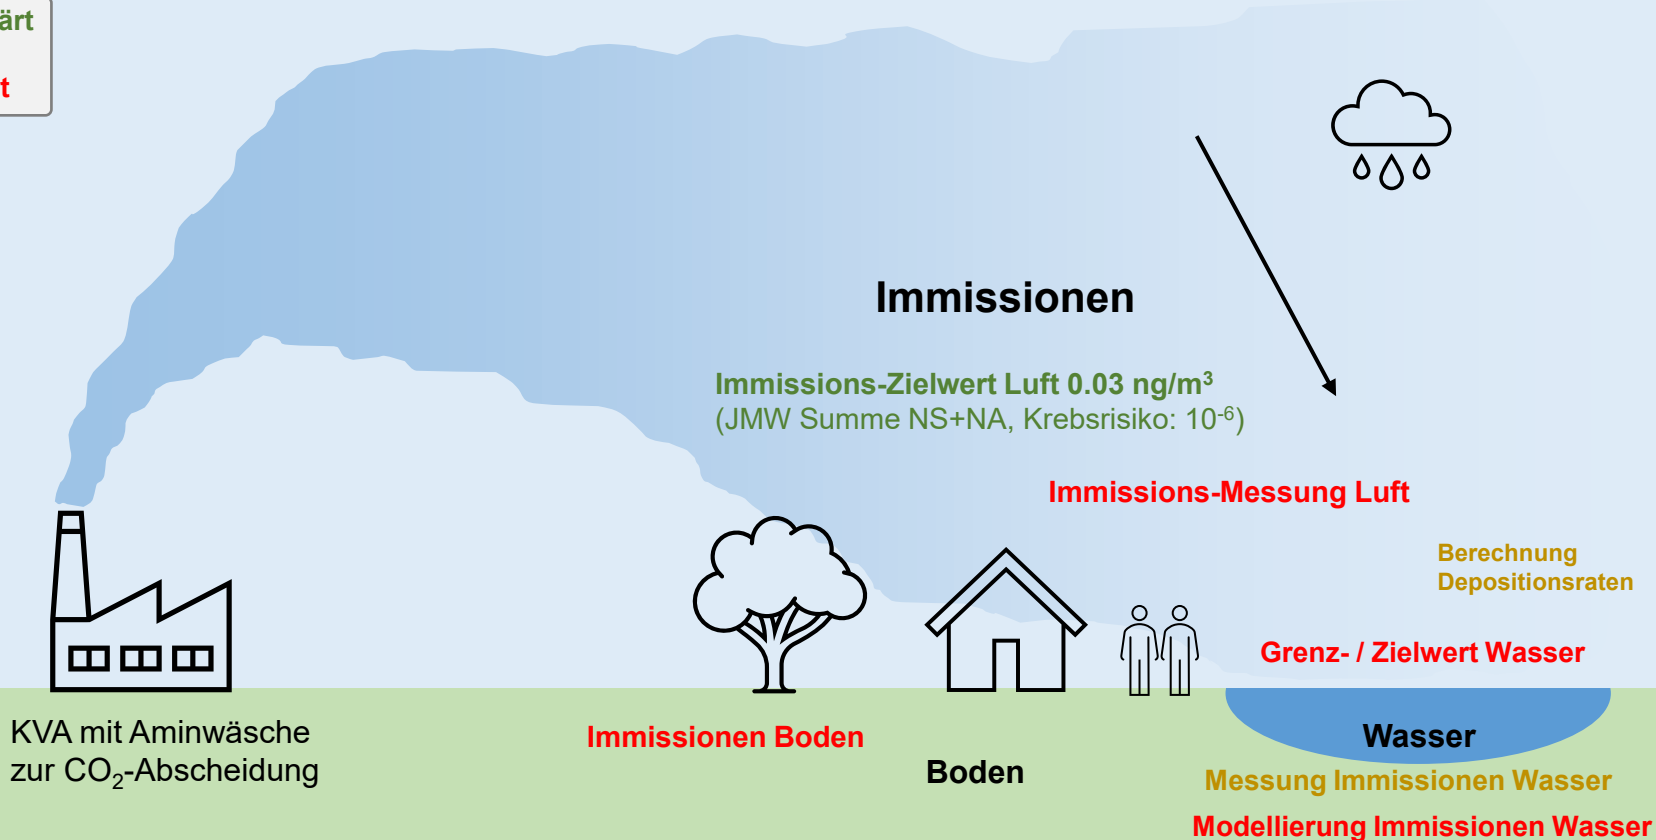 ärt
t
Immissionen
Immissions-Zielwert Luft 0.03 ng/m³
(JMW Summe NS+NA, Krebsrisiko: 10⁻⁶)
Immissions-Messung Luft
Berechnung
Depositionsraten
Grenz- / Zielwert Wasser
KVA mit Aminwäsche
zur CO₂-Abscheidung
Immissionen Boden
Boden
Wasser
Messung Immissionen Wasser
Modellierung Immissionen Wasser